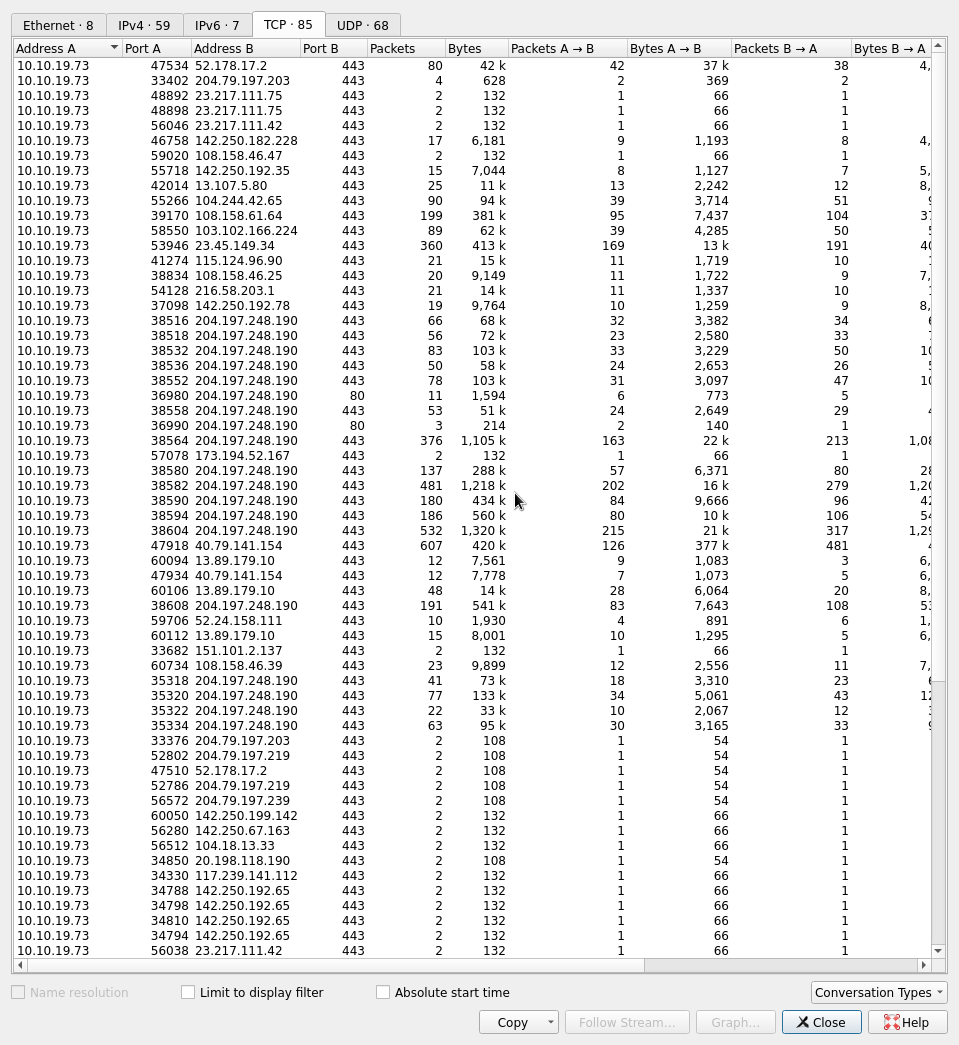 Ethernet · 8 IPv4 · 59 IPv6 · 7 TCP · 85 UDP · 68
Address A Port A Address B Port B Packets Bytes Packets A → B Bytes A → B Packets B → A Bytes B → A
10.10.19.73 47534 52.178.17.2 443 80 42 k 42 37 k 38 4,
10.10.19.73 33402 204.79.197.203 443 4 628 2 369 2
10.10.19.73 48892 23.217.111.75 443 2 132 1 66 1
10.10.19.73 48898 23.217.111.75 443 2 132 1 66 1
10.10.19.73 56046 23.217.111.42 443 2 132 1 66 1
10.10.19.73 46758 142.250.182.228 443 17 6,181 9 1,193 8 4,
10.10.19.73 59020 108.158.46.47 443 2 132 1 66 1
10.10.19.73 55718 142.250.192.35 443 15 7,044 8 1,127 7 5,
10.10.19.73 42014 13.107.5.80 443 25 11 k 13 2,242 12 8,
10.10.19.73 55266 104.244.42.65 443 90 94 k 39 3,714 51
10.10.19.73 39170 108.158.61.64 443 199 381 k 95 7,437 104 37
10.10.19.73 58550 103.102.166.224 443 89 62 k 39 4,285 50
10.10.19.73 53946 23.45.149.34 443 360 413 k 169 13 k 191 40
10.10.19.73 41274 115.124.96.90 443 21 15 k 11 1,719 10
10.10.19.73 38834 108.158.46.25 443 20 9,149 11 1,722 9 7,
10.10.19.73 54128 216.58.203.1 443 21 14 k 11 1,337 10
10.10.19.73 37098 142.250.192.78 443 19 9,764 10 1,259 9 8,
10.10.19.73 38516 204.197.248.190 443 66 68 k 32 3,382 34
10.10.19.73 38518 204.197.248.190 443 56 72 k 23 2,580 33
10.10.19.73 38532 204.197.248.190 443 83 103 k 33 3,229 50 10
10.10.19.73 38536 204.197.248.190 443 50 58 k 24 2,653 26
10.10.19.73 38552 204.197.248.190 443 78 103 k 31 3,097 47 10
10.10.19.73 36980 204.197.248.190 80 11 1,594 6 773 5
10.10.19.73 38558 204.197.248.190 443 53 51 k 24 2,649 29
10.10.19.73 36990 204.197.248.190 80 3 214 2 140 1
10.10.19.73 38564 204.197.248.190 443 376 1,105 k 163 22 k 213 1,08
10.10.19.73 57078 173.194.52.167 443 2 132 1 66 1
10.10.19.73 38580 204.197.248.190 443 137 288 k 57 6,371 80 28
10.10.19.73 38582 204.197.248.190 443 481 1,218 k 202 16 k 279 1,20
10.10.19.73 38590 204.197.248.190 443 180 434 k 84 9,666 96 42
10.10.19.73 38594 204.197.248.190 443 186 560 k 80 10 k 106 54
10.10.19.73 38604 204.197.248.190 443 532 1,320 k 215 21 k 317 1,29
10.10.19.73 47918 40.79.141.154 443 607 420 k 126 377 k 481
10.10.19.73 60094 13.89.179.10 443 12 7,561 9 1,083 3 6,
10.10.19.73 47934 40.79.141.154 443 12 7,778 7 1,073 5 6,
10.10.19.73 60106 13.89.179.10 443 48 14 k 28 6,064 20 8,
10.10.19.73 38608 204.197.248.190 443 191 541 k 83 7,643 108 53
10.10.19.73 59706 52.24.158.111 443 10 1,930 4 891 6 1,
10.10.19.73 60112 13.89.179.10 443 15 8,001 10 1,295 5 6,
10.10.19.73 33682 151.101.2.137 443 2 132 1 66 1
10.10.19.73 60734 108.158.46.39 443 23 9,899 12 2,556 11 7,
10.10.19.73 35318 204.197.248.190 443 41 73 k 18 3,310 23
10.10.19.73 35320 204.197.248.190 443 77 133 k 34 5,061 43 12
10.10.19.73 35322 204.197.248.190 443 22 33 k 10 2,067 12
10.10.19.73 35334 204.197.248.190 443 63 95 k 30 3,165 33
10.10.19.73 33376 204.79.197.203 443 2 108 1 54 1
10.10.19.73 52802 204.79.197.219 443 2 108 1 54 1
10.10.19.73 47510 52.178.17.2 443 2 108 1 54 1
10.10.19.73 52786 204.79.197.219 443 2 108 1 54 1
10.10.19.73 56572 204.79.197.239 443 2 108 1 54 1
10.10.19.73 60050 142.250.199.142 443 2 132 1 66 1
10.10.19.73 56280 142.250.67.163 443 2 132 1 66 1
10.10.19.73 56512 104.18.13.33 443 2 132 1 66 1
10.10.19.73 34850 20.198.118.190 443 2 108 1 54 1
10.10.19.73 34330 117.239.141.112 443 2 132 1 66 1
10.10.19.73 34788 142.250.192.65 443 2 132 1 66 1
10.10.19.73 34798 142.250.192.65 443 2 132 1 66 1
10.10.19.73 34810 142.250.192.65 443 2 132 1 66 1
10.10.19.73 34794 142.250.192.65 443 2 132 1 66 1
10.10.19.73 56038 23.217.111.42 443 2 132 1 66 1
Name resolution Limit to display filter Absolute start time Conversation Types
Copy Follow Stream... Graph... Close Help